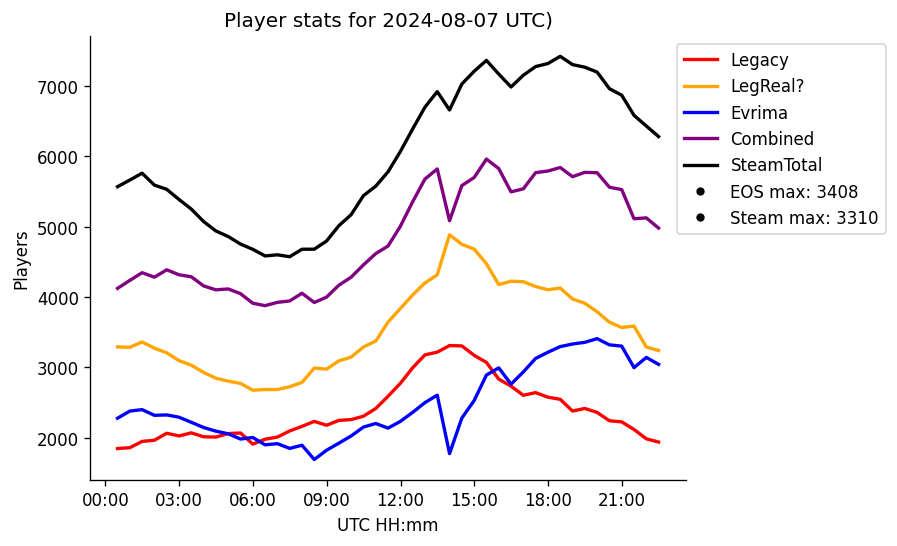 Player stats for 2024-08-07 UTC)
Legacy
LegReal?
Evrima
Combined
SteamTotal
EOS max: 3408
Steam max: 3310
Players
7000
6000
5000
4000
3000
2000
00:00 03:00 06:00 09:00 12:00 15:00 18:00 21:00
UTC HH:mm